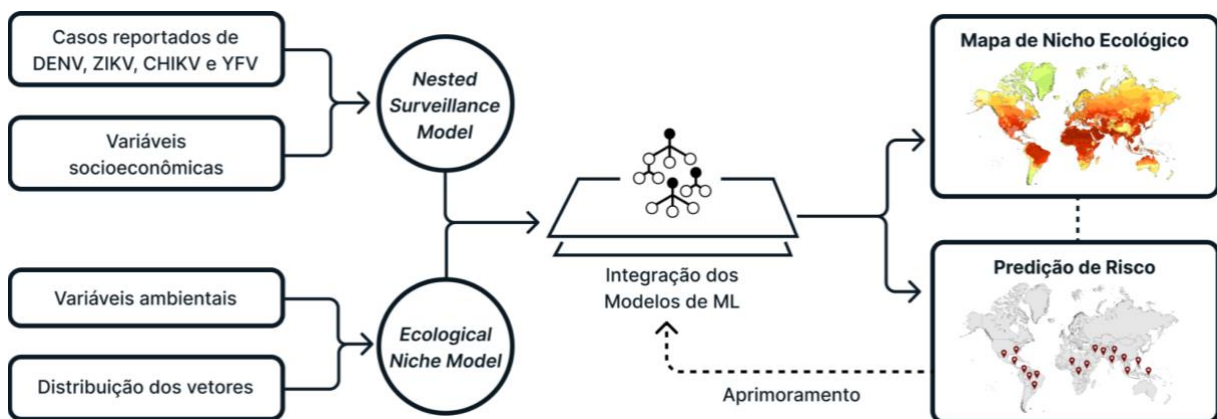 Casos reportados de
DENV, ZIKV, CHIKV e YFV
Variáveis
socioeconômicas
Nested
Surveillance
Model
Variáveis ambientais
Distribuição dos vetores
Ecological
Niche Model
Integração dos
Modelos de ML
Aprimoramento
Mapa de Nicho Ecológico
Predição de Risco